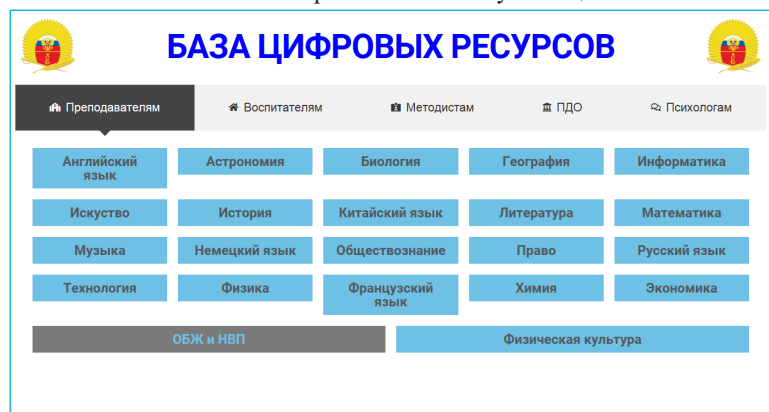 БАЗА ЦИФРОВЫХ РЕСУРСОВ
Преподавателям Воспитателям Методистам ПДО Психологам
Английский язык Астрономия Биология География Информатика
Искуство История Китайский язык Литература Математика
Музыка Немецкий язык Обществознание Право Русский язык
Технология Физика Французский язык Химия Экономика
ОБЖ и НВП Физическая культура